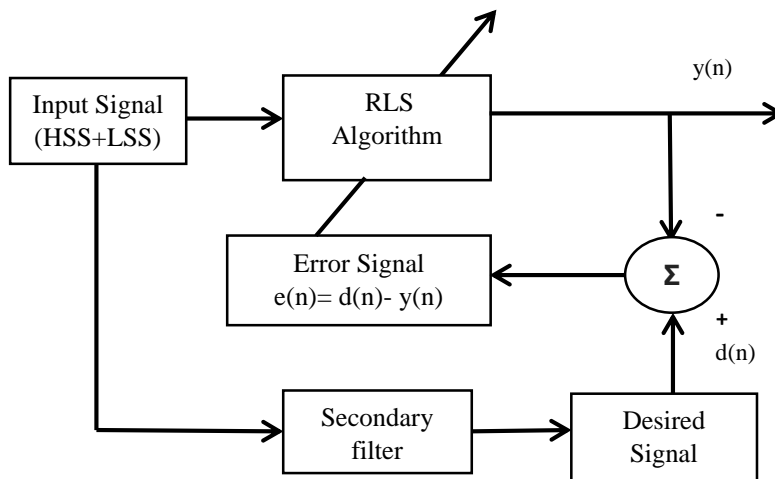 y(n)
Input Signal
(HSS+LSS)
RLS
Algorithm
-
Error Signal
e(n)= d(n)- y(n)
Σ
+
d(n)
Secondary
filter
Desired
Signal